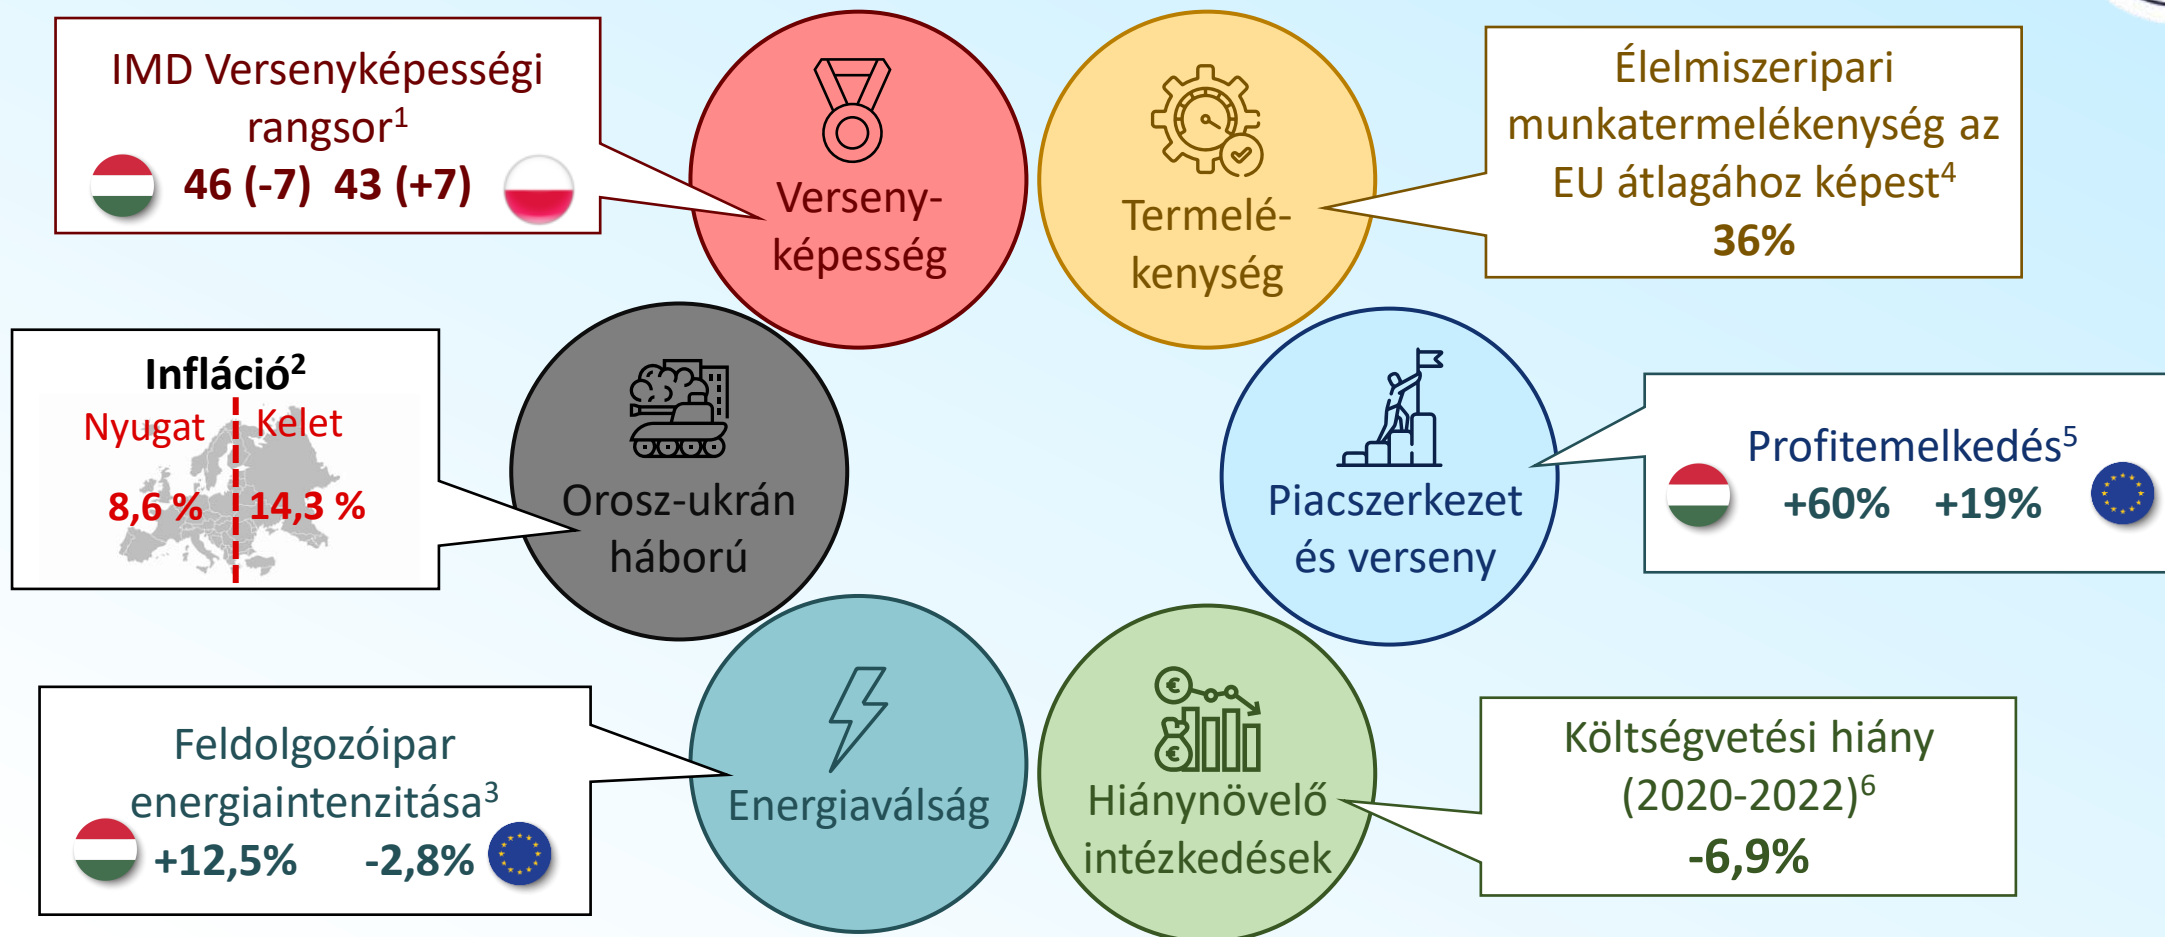 IMD Versenyképességi
rangsor¹
46 (-7) 43 (+7)
Verseny-
képesség
Termelé-
kenység
Élelmiszeripari
munkatermelékenység az
EU átlagához képest⁴
36%
Infláció²
Nyugat Kelet
8,6 % 14,3 %
Orosz-ukrán
háború
Piacszerkezet
és verseny
Profitemelkedés⁵
+60% +19%
Feldolgozóipar
energiaintenzitása³
+12,5% -2,8%
Energiaválság
Hiánynövelő
intézkedések
Költségvetési hiány
(2020-2022)⁶
-6,9%